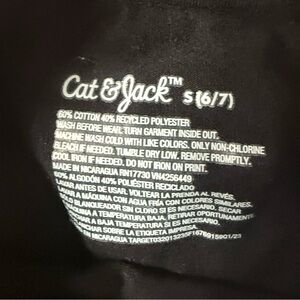 Cat & Jack™ S (6/7)
60% COTTON 40% RECYCLED POLYESTER
WASH BEFORE WEAR. TURN GARMENT INSIDE OUT.
MACHINE WASH COLD WITH LIKE COLORS. ONLY NON-CHLORINE
BLEACH IF NEEDED. TUMBLE DRY LOW. REMOVE PROMPTLY.
COOL IRON IF NEEDED. DO NOT IRON ON PRINT.
MADE IN NICARAGUA RN17730 VN4256449
60% ALGODÓN 40% POLIÉSTER RECICLADO
LAVAR ANTES DE USAR. VOLTEAR LA PRENDA AL REVÉS.
LAVAR A MÁQUINA CON AGUA FRÍA CON COLORES SIMILARES.
SOLO BLANQUEADOR SIN CLORO SI ES NECESARIO. SECAR
A MÁQUINA A TEMPERATURA BAJA. RETIRAR OPORTUNAMENTE.
A TEMPERATURA TIBIA SI ES NECESARIO.
PLANCHAR SOBRE LA ETIQUETA IMPRESA.
EN NICARAGUA